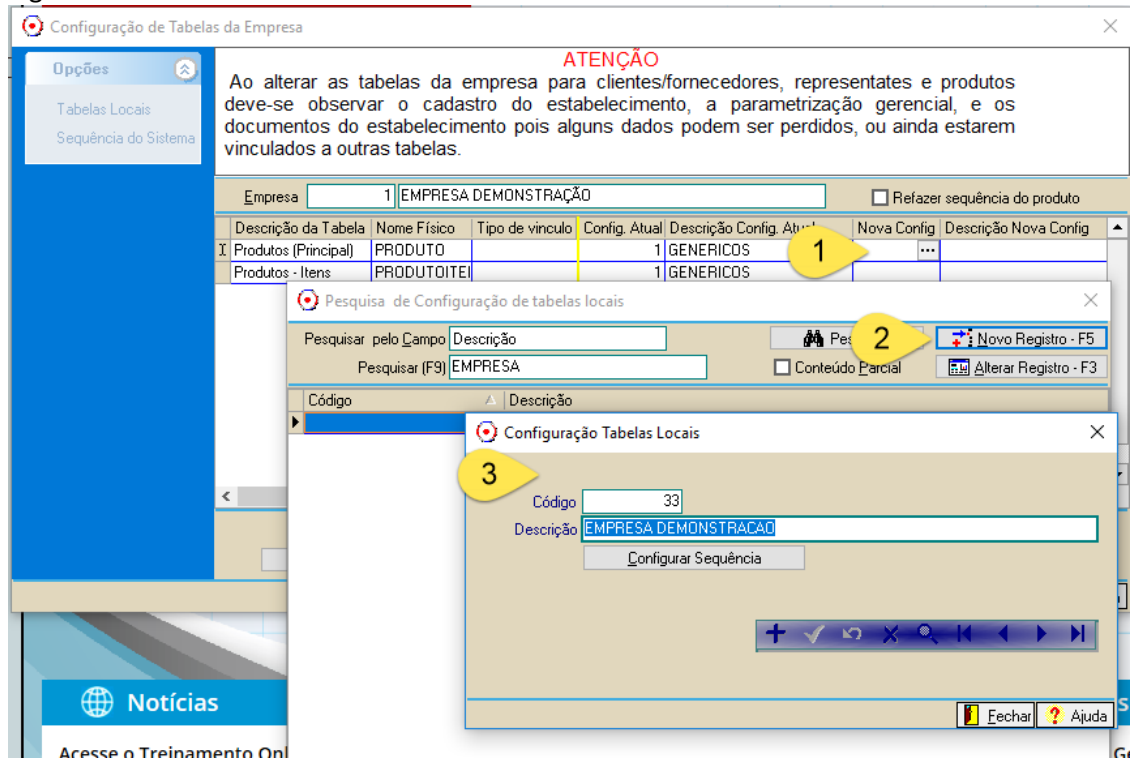 Configuração de Tabelas da Empresa
Opções
Tabelas Locais
Sequência do Sistema
ATENÇÃO
Ao alterar as tabelas da empresa para clientes/fornecedores, representates e produtos
deve-se observar o cadastro do estabelecimento, a parametrização gerencial, e os
documentos do estabelecimento pois alguns dados podem ser perdidos, ou ainda estarem
vinculados a outras tabelas.
Empresa 1 EMPRESA DEMONSTRAÇÃO Refazer sequência do produto
Descrição da Tabela Nome Físico Tipo de vinculo Config. Atual Descrição Config. Nova Config Descrição Nova Config
Produtos (Principal) PRODUTO 1 GENERICOS 1 ...
Produtos - Itens PRODUTOITEI 1 GENERICOS
Pesquisa de Configuração de tabelas locais
Pesquisar pelo Campo Descrição 2 Novo Registro - F5
Pesquisar (F9) EMPRESA Conteúdo Parcial Alterar Registro - F3
Código Descrição
Configuração Tabelas Locais
3
Código 33
Descrição EMPRESA DEMONSTRACAO
Configurar Sequência
Fechar ? Ajuda
Notícias
Acesse o Treinamento